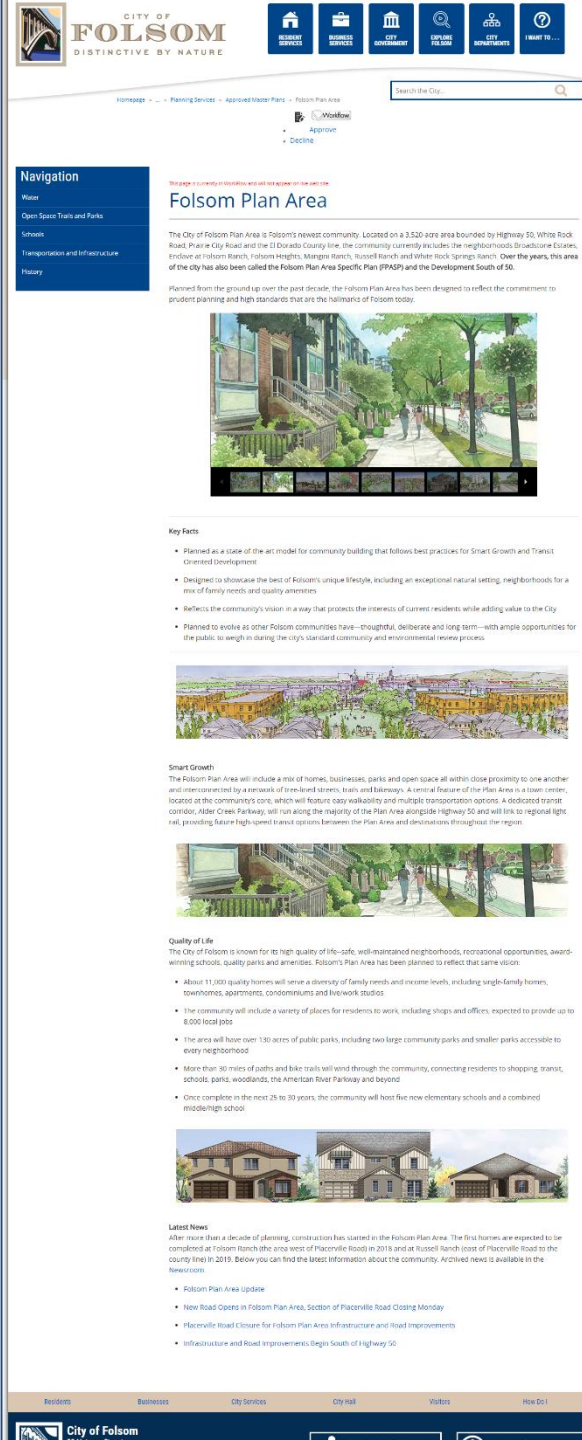 CITY OF
FOLSOM
DISTINCTIVE BY NATURE
RESIDENT SERVICES
BUSINESS SERVICES
CITY GOVERNMENT
EXPLORE FOLSOM
CITY DEPARTMENTS
I WANT TO . . .
Search the City...
Homepage » ... » Planning Services » Approved Master Plans » Folsom Plan Area
Workflow
Approve
Decline
Navigation
Water
Open Space Trails and Parks
Schools
Transportation and Infrastructure
History
This page is currently in Workflow and will not appear on live web site.
Folsom Plan Area
The City of Folsom Plan Area is Folsom's newest community. Located on a 3,520-acre area bounded by Highway 50, White Rock
Road, Prairie City Road and the El Dorado County line, the community currently includes the neighborhoods Broadstone Estates,
Enclave at Folsom Ranch, Folsom Heights, Mangini Ranch, Russell Ranch and White Rock Springs Ranch. Over the years, this area
of the city has also been called the Folsom Plan Area Specific Plan (FPASP) and the Development South of 50.
Planned from the ground up over the past decade, the Folsom Plan Area has been designed to reflect the commitment to
prudent planning and high standards that are the hallmarks of Folsom today.
Key Facts
Planned as a state of the art model for community building that follows best practices for Smart Growth and Transit
Oriented Development
Designed to showcase the best of Folsom's unique lifestyle, including an exceptional natural setting, neighborhoods for a
mix of family needs and quality amenities
Reflects the community's vision in a way that protects the interests of current residents while adding value to the City
Planned to evolve as other Folsom communities have—thoughtful, deliberate and long-term—with ample opportunities for
the public to weigh in during the city's standard community and environmental review process
Smart Growth
The Folsom Plan Area will include a mix of homes, businesses, parks and open space all within close proximity to one another
and interconnected by a network of tree-lined streets, trails and bikeways. A central feature of the Plan Area is a town center,
located at the community's core, which will feature easy walkability and multiple transportation options. A dedicated transit
corridor, Alder Creek Parkway, will run along the majority of the Plan Area alongside Highway 50 and will link to regional light
rail, providing future high-speed transit options between the Plan Area and destinations throughout the region.
Quality of Life
The City of Folsom is known for its high quality of life--safe, well-maintained neighborhoods, recreational opportunities, award-
winning schools, quality parks and amenities. Folsom's Plan Area has been planned to reflect that same vision:
About 11,000 quality homes will serve a diversity of family needs and income levels, including single-family homes,
townhomes, apartments, condominiums and live/work studios
The community will include a variety of places for residents to work, including shops and offices, expected to provide up to
8,000 local jobs
The area will have over 130 acres of public parks, including two large community parks and smaller parks accessible to
every neighborhood
More than 30 miles of paths and bike trails will wind through the community, connecting residents to shopping, transit,
schools, parks, woodlands, the American River Parkway and beyond
Once complete in the next 25 to 30 years, the community will host five new elementary schools and a combined
middle/high school
Latest News
After more than a decade of planning, construction has started in the Folsom Plan Area. The first homes are expected to be
completed at Folsom Ranch (the area west of Placerville Road) in 2018 and at Russell Ranch (east of Placerville Road to the
county line) in 2019. Below you can find the latest information about the community. Archived news is available in the
Newsroom
Folsom Plan Area Update
New Road Opens in Folsom Plan Area, Section of Placerville Road Closing Monday
Placerville Road Closure for Folsom Plan Area Infrastructure and Road Improvements
Infrastructure and Road Improvements Begin South of Highway 50
Residents
Businesses
City Services
City Hall
Visitors
How Do I
City of Folsom